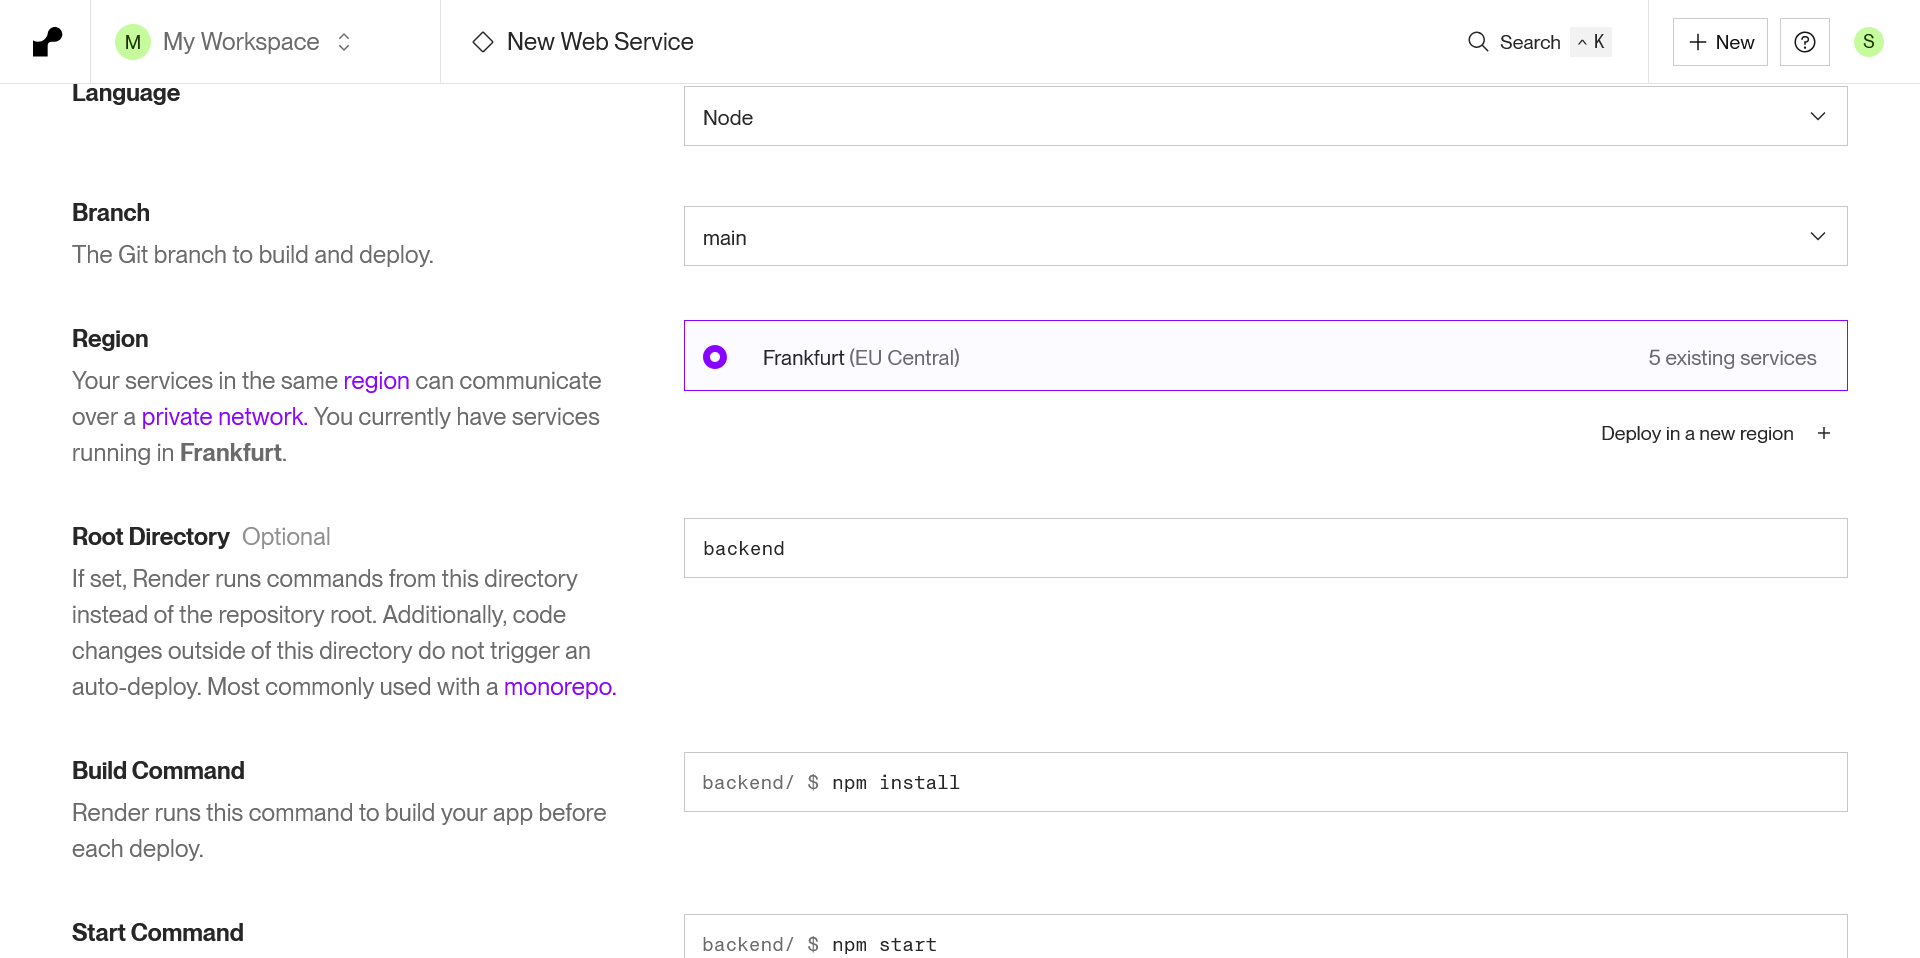 M My Workspace New Web Service Search ^ K + New ? S
Language
Node
Branch
The Git branch to build and deploy.
main
Region
Your services in the same region can communicate
over a private network. You currently have services
running in Frankfurt.
Frankfurt (EU Central) 5 existing services
Deploy in a new region +
Root Directory Optional
If set, Render runs commands from this directory
instead of the repository root. Additionally, code
changes outside of this directory do not trigger an
auto-deploy. Most commonly used with a monorepo.
backend
Build Command
Render runs this command to build your app before
each deploy.
backend/ $ npm install
Start Command
backend/ $ npm start